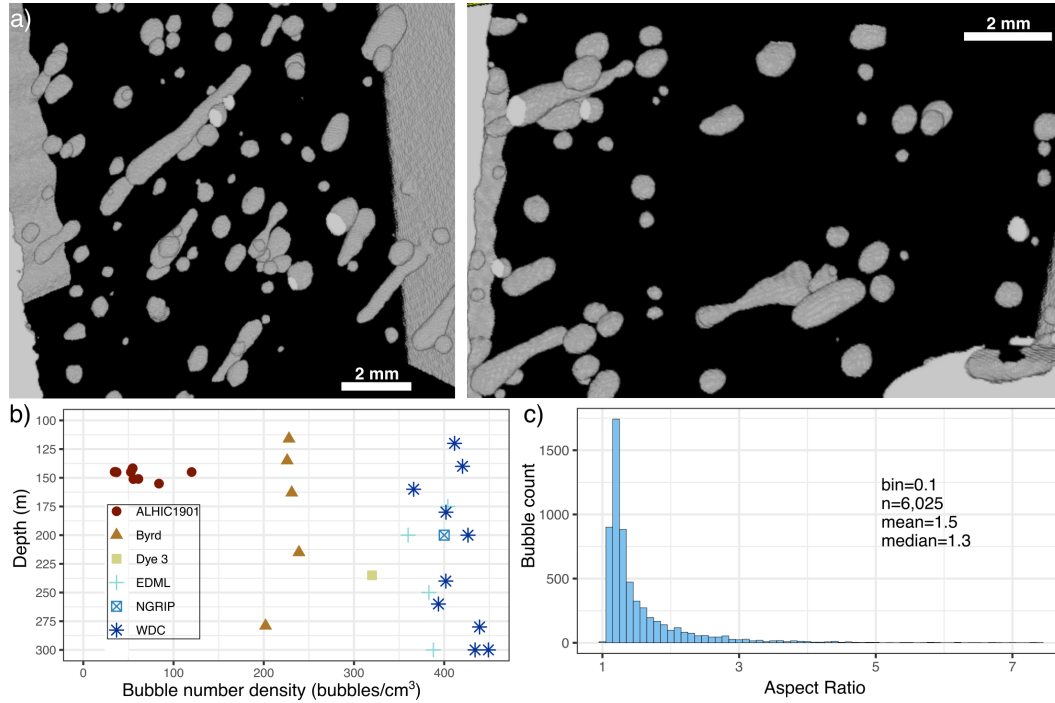 a)
2 mm
2 mm
b)
100
125
150
175
200
225
250
275
300
Depth (m)
ALHIC1901
Byrd
Dye 3
EDML
NGRIP
WDC
0
100
200
300
400
Bubble number density (bubbles/cm³)
c)
1500
1000
500
0
Bubble count
bin=0.1
n=6,025
mean=1.5
median=1.3
1
3
5
7
Aspect Ratio